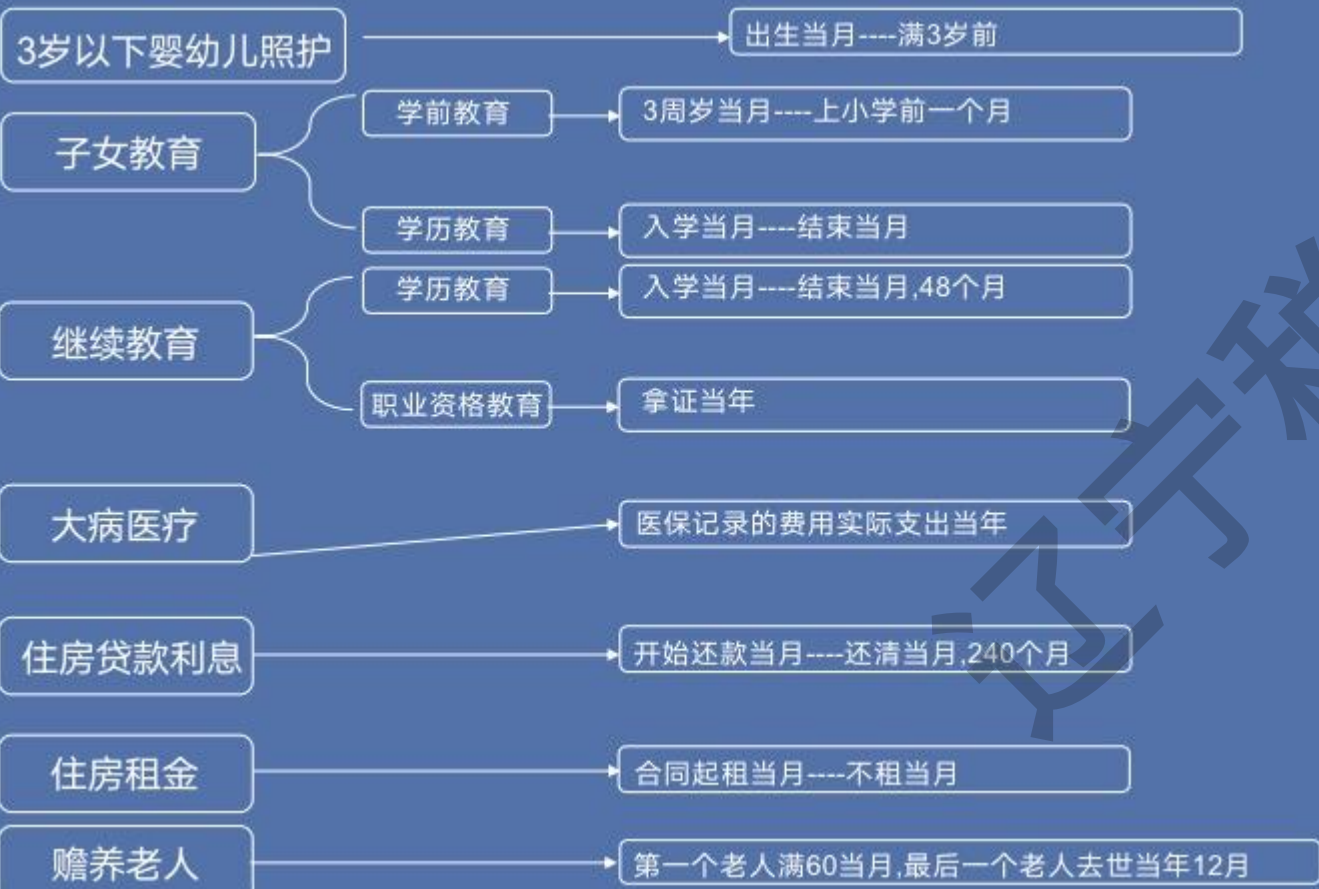 3岁以下婴幼儿照护
出生当月----满3岁前
子女教育
学前教育
3周岁当月----上小学前一个月
学历教育
入学当月----结束当月
继续教育
学历教育
入学当月----结束当月,48个月
职业资格教育
拿证当年
大病医疗
医保记录的费用实际支出当年
住房贷款利息
开始还款当月----还清当月,240个月
住房租金
合同起租当月----不租当月
赡养老人
第一个老人满60当月,最后一个老人去世当年12月
辽宁